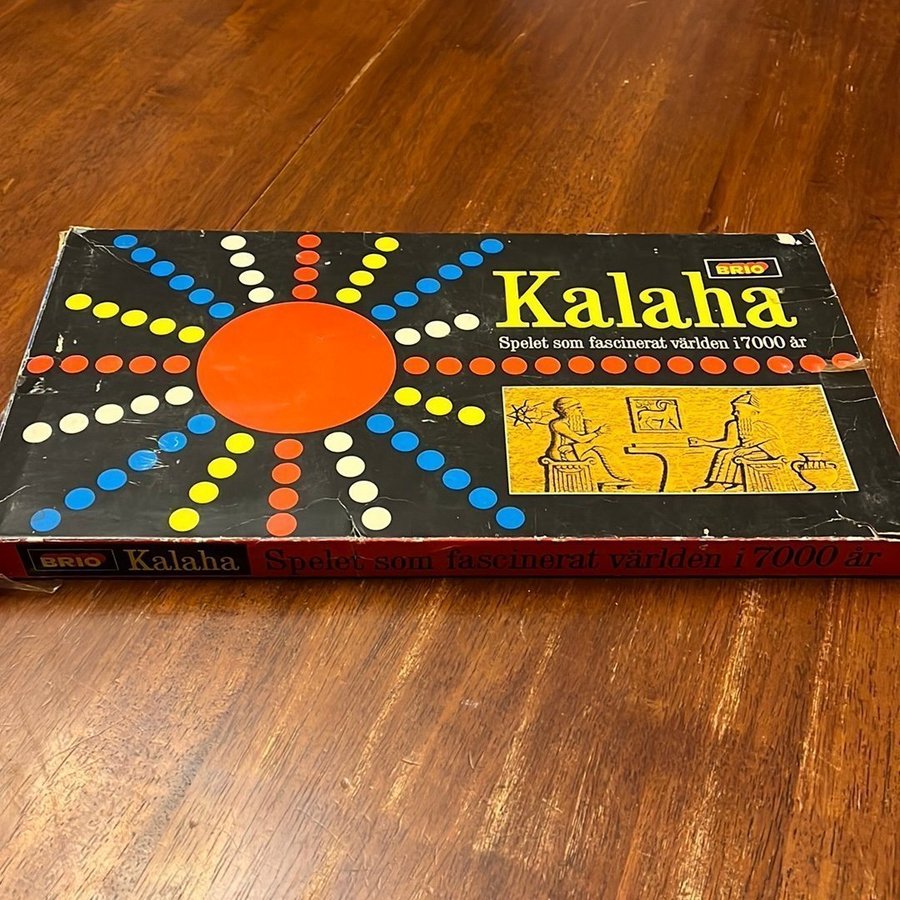 BRIO
Kalaha
Spelet som fascinerat världen i 7000 år
BRIO Kalaha Spelet som fascinerat världen i 7000 år